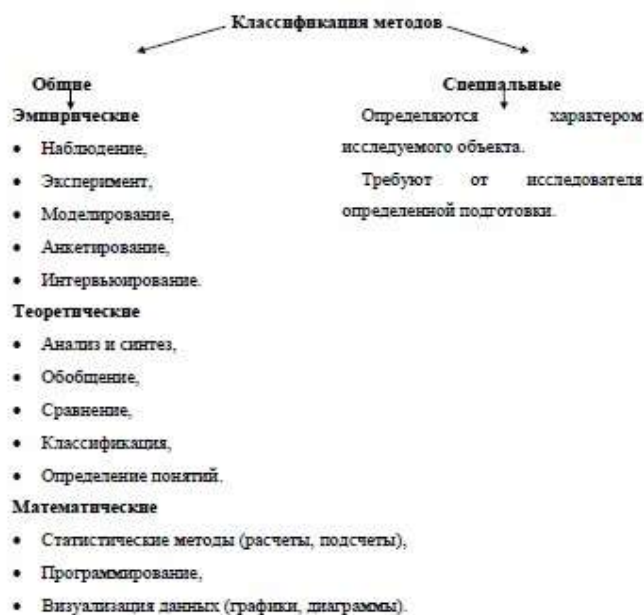 Классификация методов
Общие
Эмпирические
• Наблюдение,
• Эксперимент,
• Моделирование,
• Анкетирование,
• Интервьюирование.
Теоретические
• Анализ и синтез,
• Обобщение,
• Сравнение,
• Классификация,
• Определение понятий.
Математические
• Статистические методы (расчеты, подсчеты),
• Программирование,
• Визуализация данных (графики, диаграммы).
Специальные
Определяются характером
исследуемого объекта.
Требуют от исследователя
определенной подготовки.